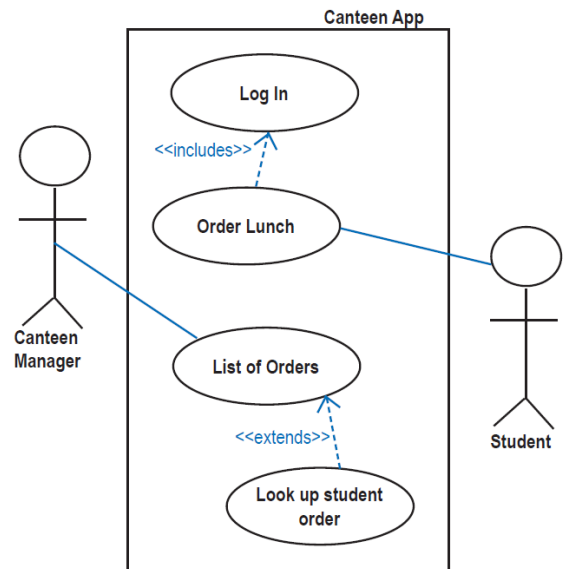 Canteen App
Log In
<<includes>>
Order Lunch
Canteen
Manager
List of Orders
<<extends>>
Student
Look up student
order